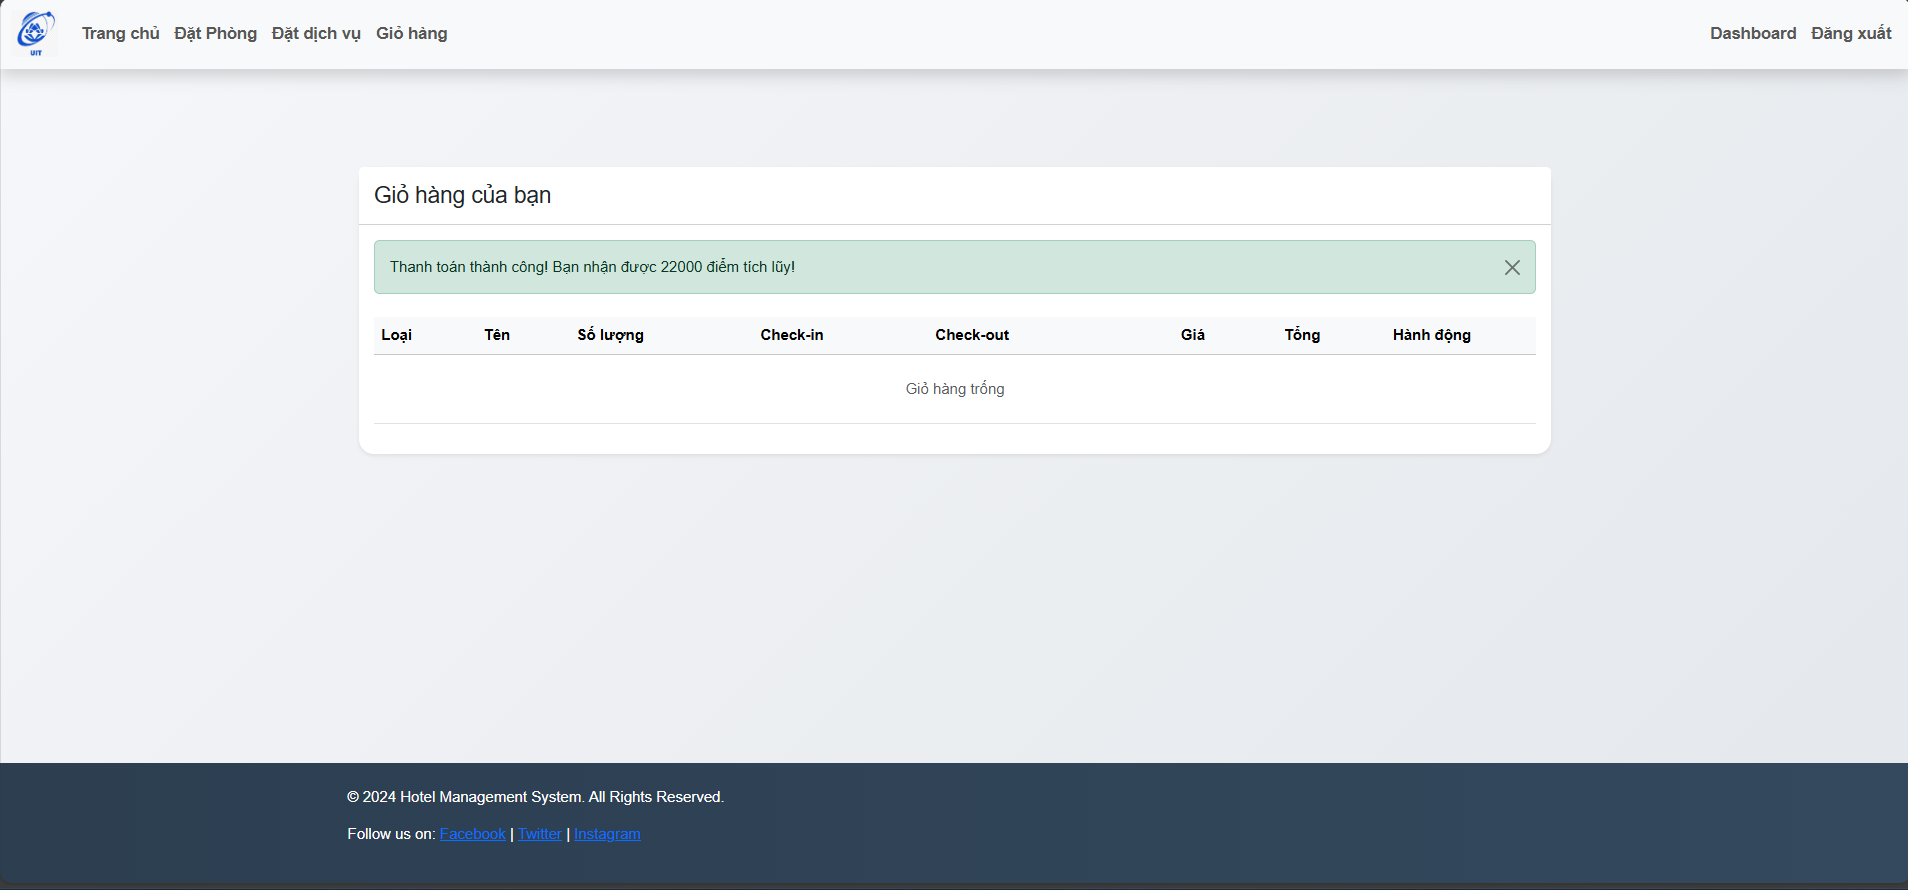 UIT
Trang chủ Đặt Phòng Đặt dịch vụ Giỏ hàng Dashboard Đăng xuất
Giỏ hàng của bạn
Thanh toán thành công! Bạn nhận được 22000 điểm tích lũy!
Loại Tên Số lượng Check-in Check-out Giá Tổng Hành động
Giỏ hàng trống
© 2024 Hotel Management System. All Rights Reserved.
Follow us on: Facebook | Twitter | Instagram